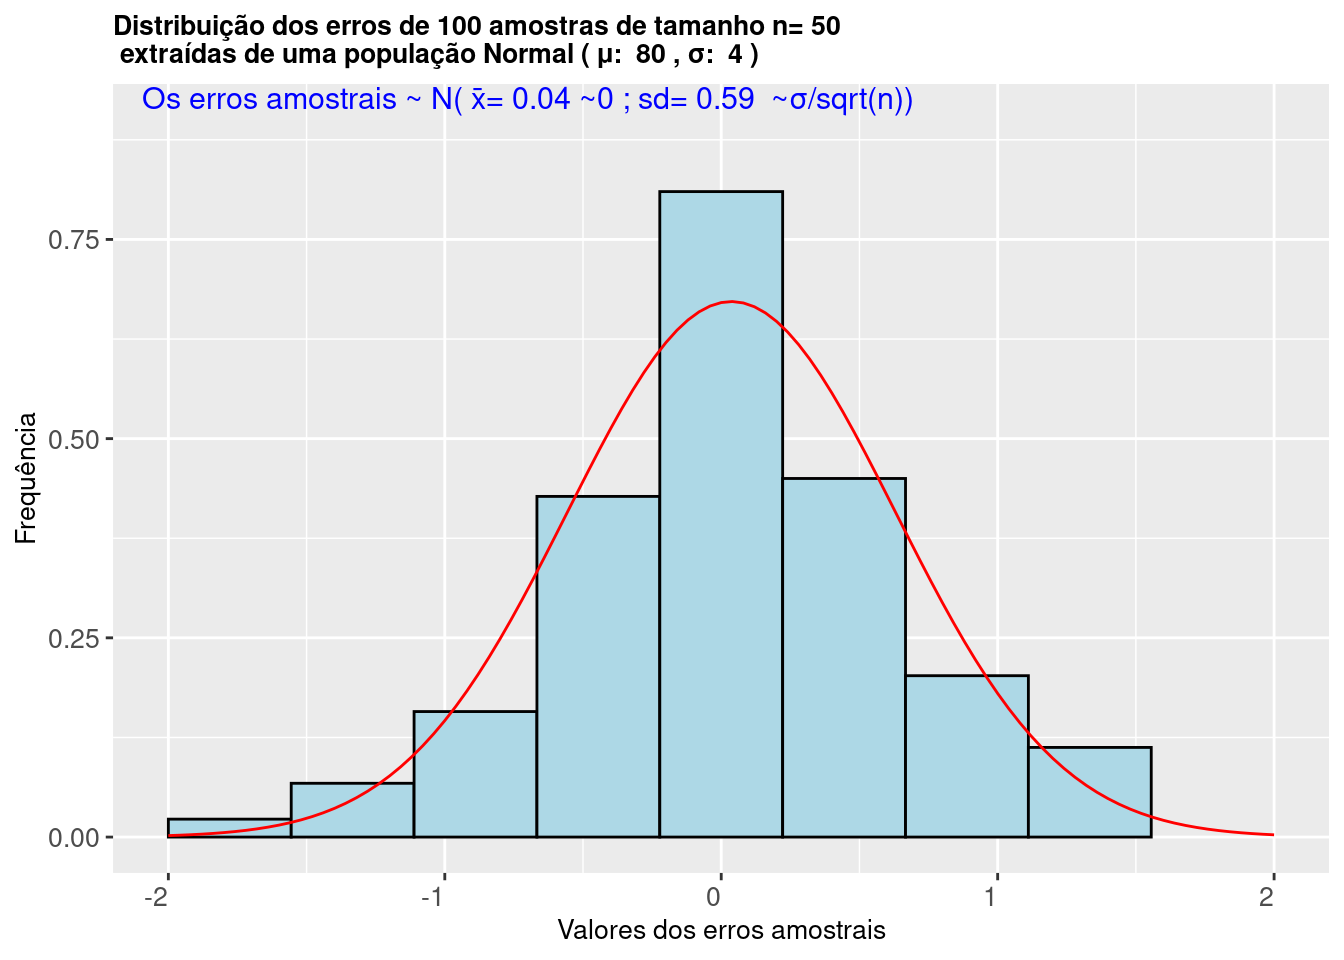 Distribuição dos erros de 100 amostras de tamanho n= 50
extraídas de uma população Normal ( μ:  80 , σ:  4 )
Os erros amostrais ~ N( x̄= 0.04 ~0 ; sd= 0.59  ~σ/sqrt(n))
0.75
0.50
0.25
0.00
Frequência
-2
-1
0
1
2
Valores dos erros amostrais